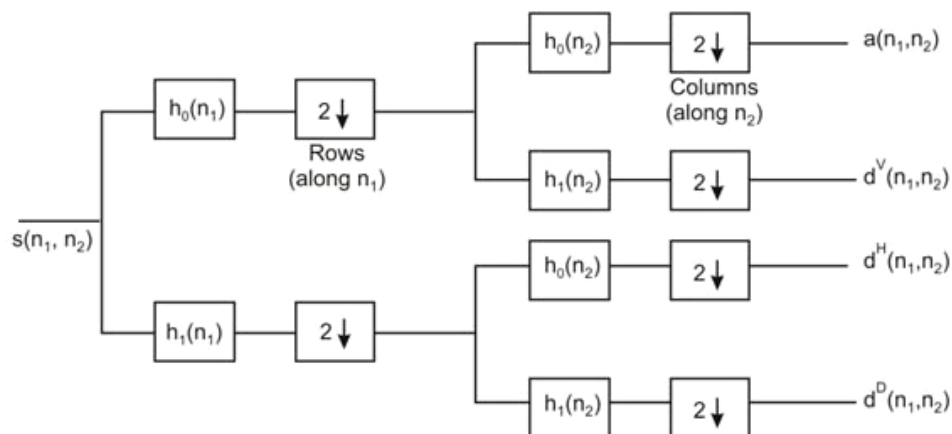 h₀(n₂) 2↓ a(n₁,n₂)
Columns
(along n₂)
h₀(n₁) 2↓
Rows
(along n₁)
h₁(n₂) 2↓ dⱽ(n₁,n₂)
s(n₁, n₂)
h₀(n₂) 2↓ dᴴ(n₁,n₂)
h₁(n₁) 2↓
h₁(n₂) 2↓ dᴰ(n₁,n₂)